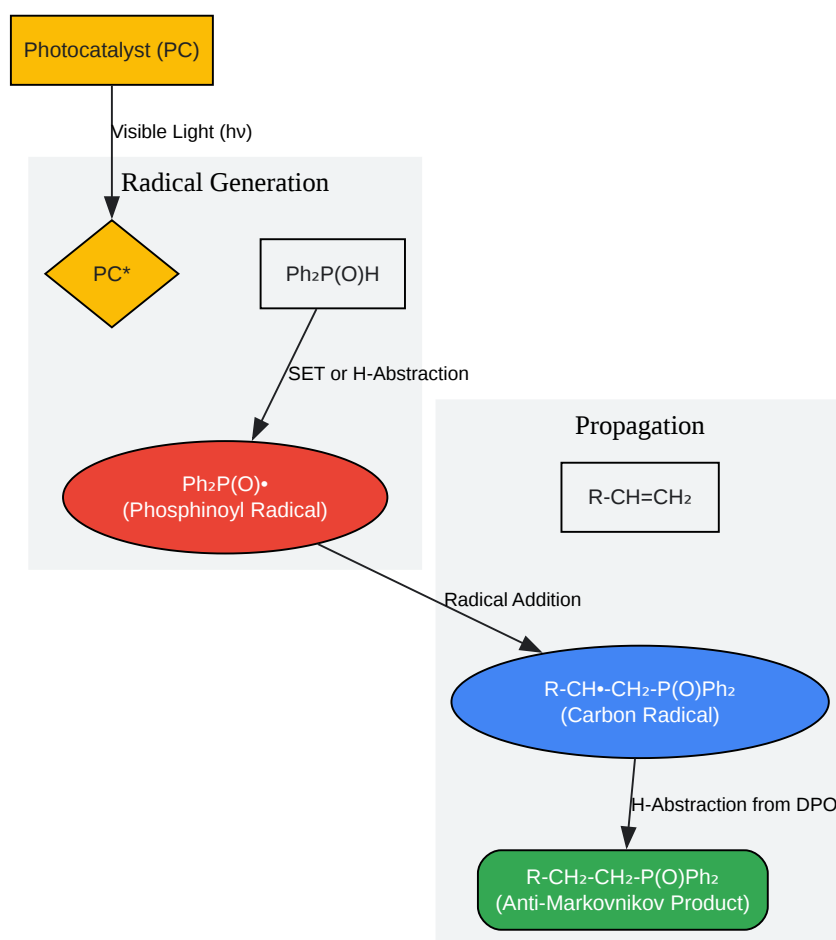 Photocatalyst (PC)
Visible Light (hν)
Radical Generation
PC*
Ph₂P(O)H
SET or H-Abstraction
Ph₂P(O)•
(Phosphinoyl Radical)
Propagation
R-CH=CH₂
Radical Addition
R-CH•-CH₂-P(O)Ph₂
(Carbon Radical)
H-Abstraction from DPO
R-CH₂-CH₂-P(O)Ph₂
(Anti-Markovnikov Product)